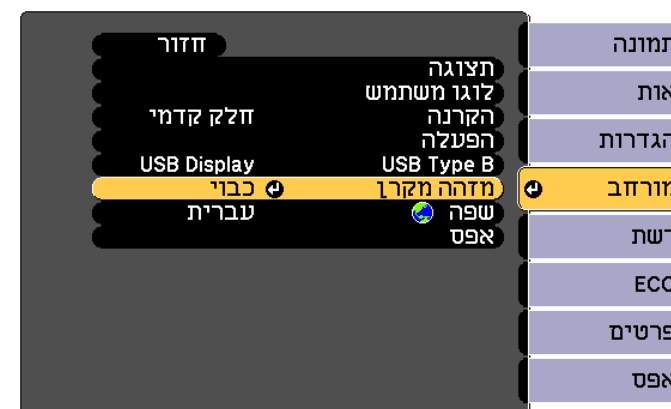 חזור
תצוגה
לוגו משתמש
הקרנה חלק קדמי
הפעלה
USB Type B USB Display
מזהה מקרן כבוי
שפה עברית
אפס
תמונה
אות
הגדרות
מורחב
רשת
ECO
פרטים
אפס